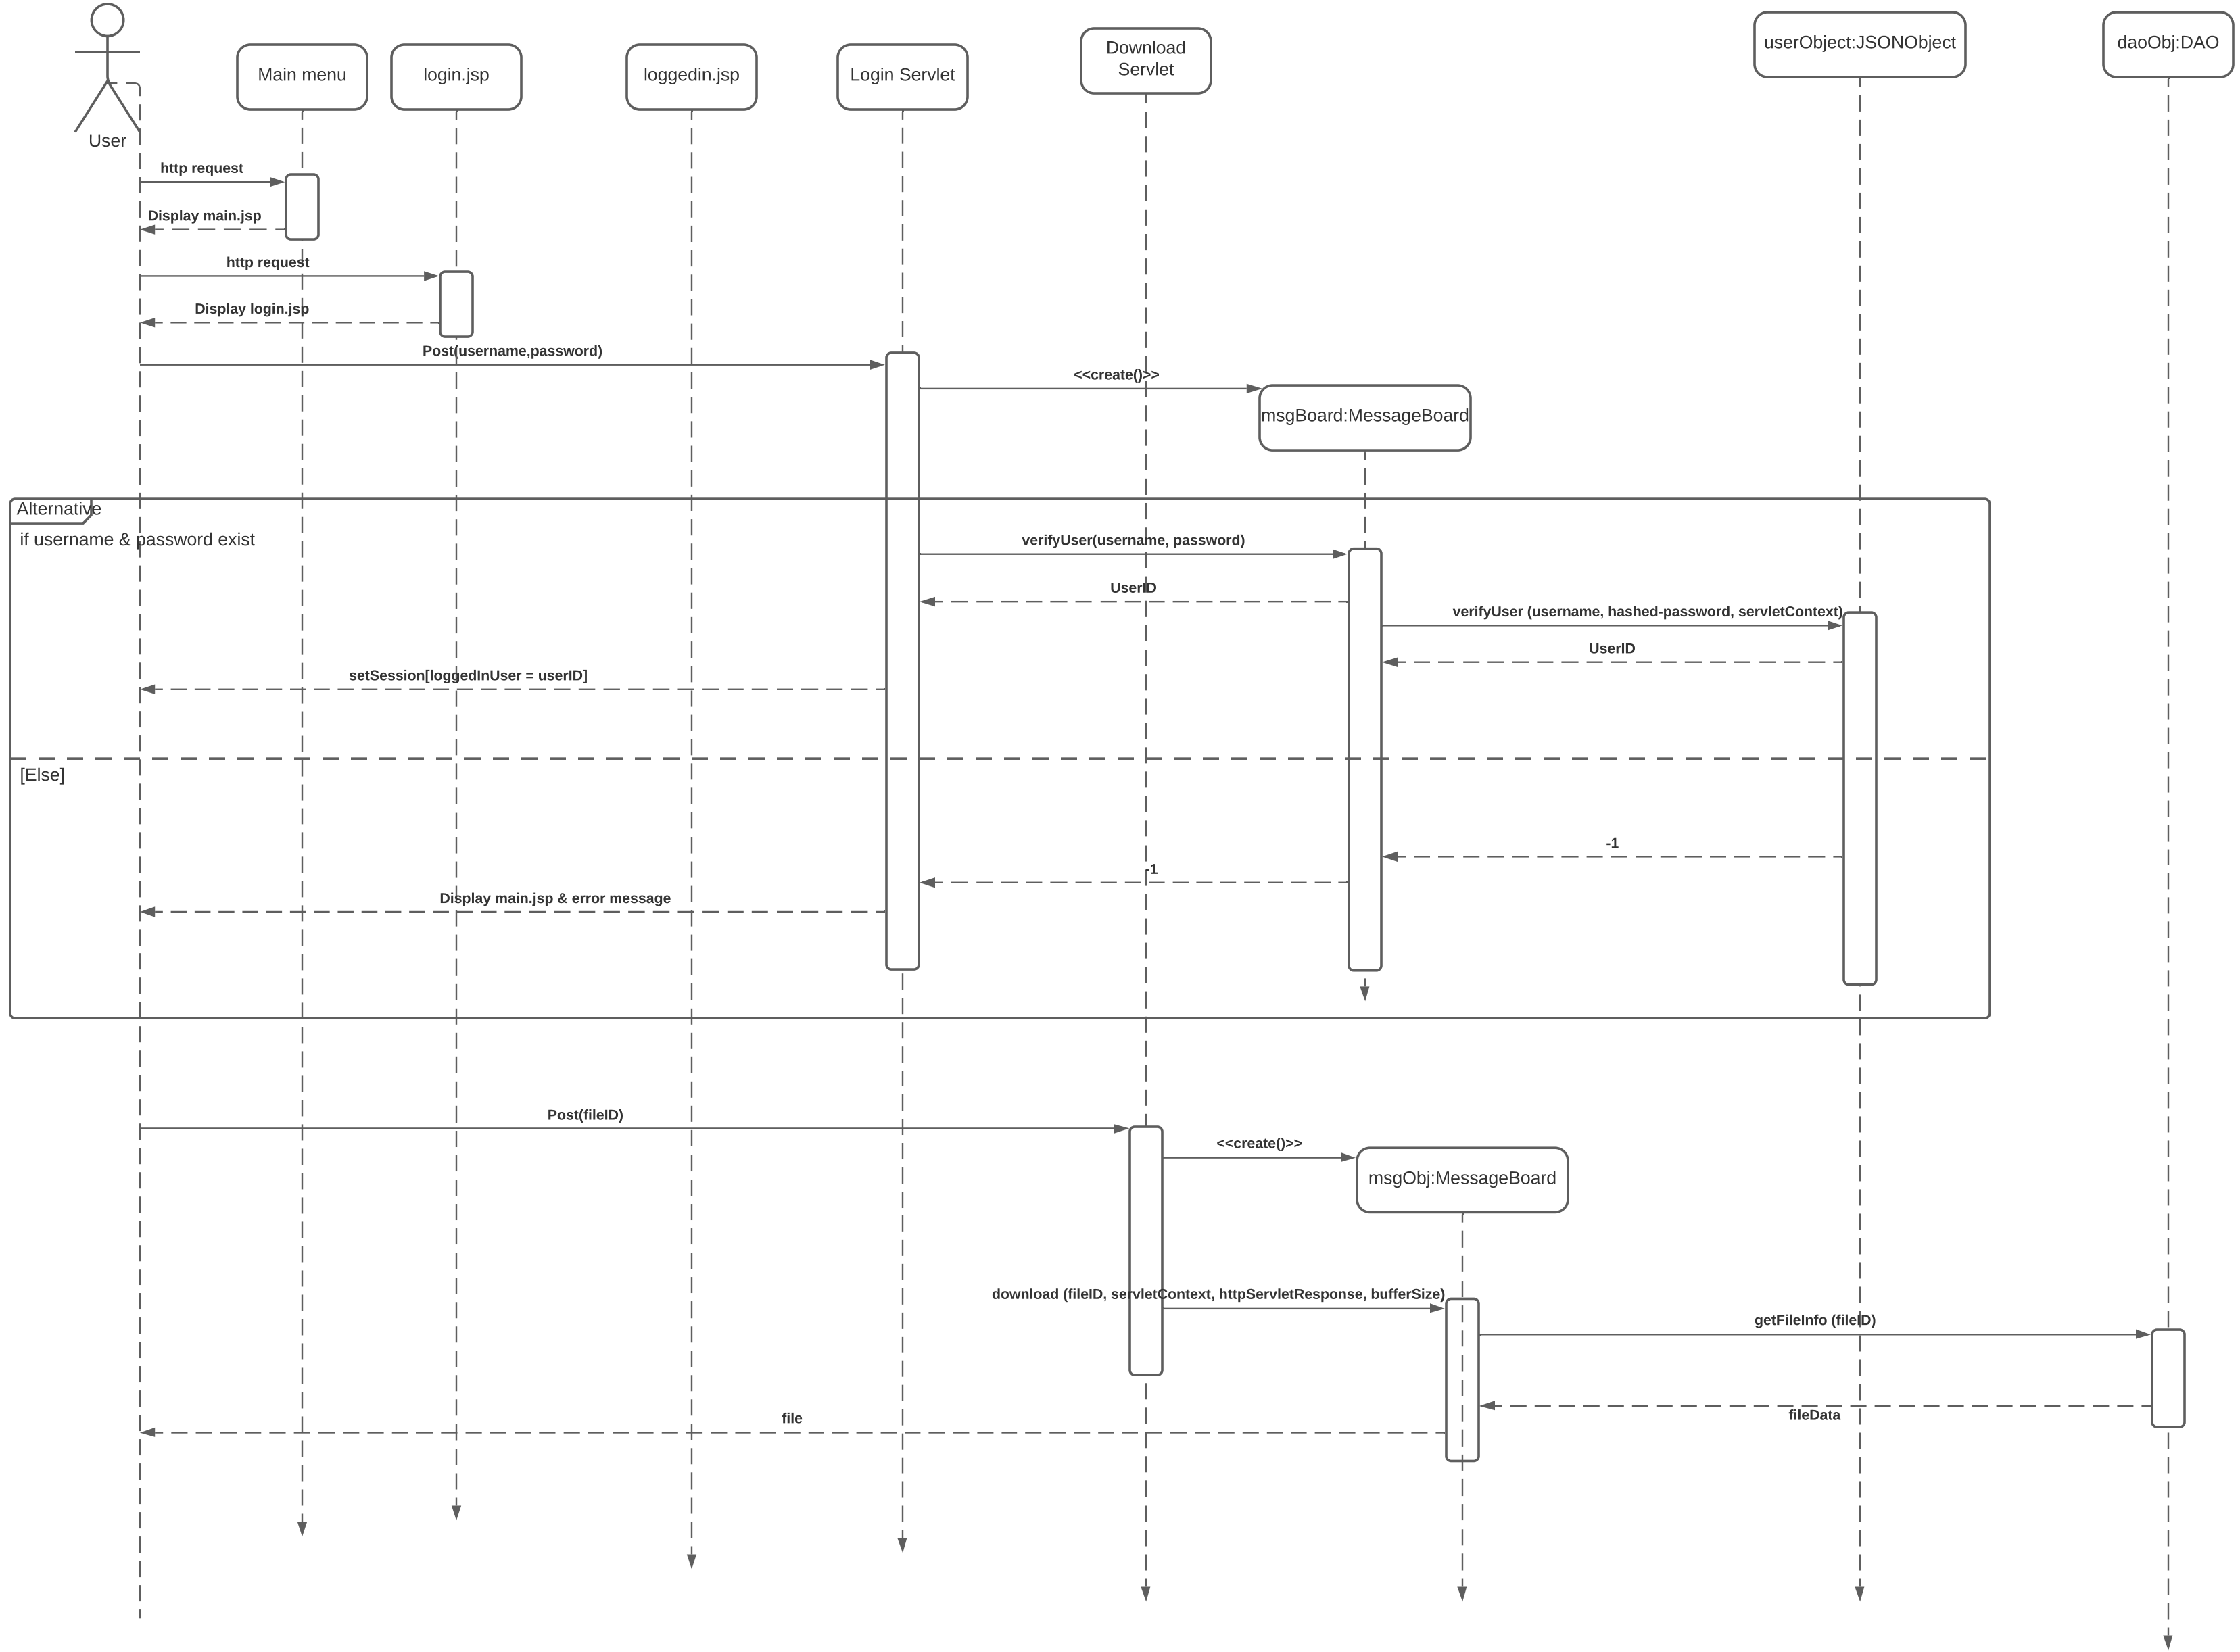 User
Main menu
login.jsp
loggedin.jsp
Login Servlet
Download
Servlet
userObject:JSONObject
daoObj:DAO
http request
Display main.jsp
http request
Display login.jsp
Post(username,password)
<<create()>>
msgBoard:MessageBoard
Alternative
if username & password exist
verifyUser(username, password)
UserID
verifyUser (username, hashed-password, servletContext)
UserID
setSession[loggedInUser = userID]
[Else]
-1
-1
Display main.jsp & error message
Post(fileID)
<<create()>>
msgObj:MessageBoard
download (fileID, servletContext, httpServletResponse, bufferSize)
getFileInfo (fileID)
fileData
file